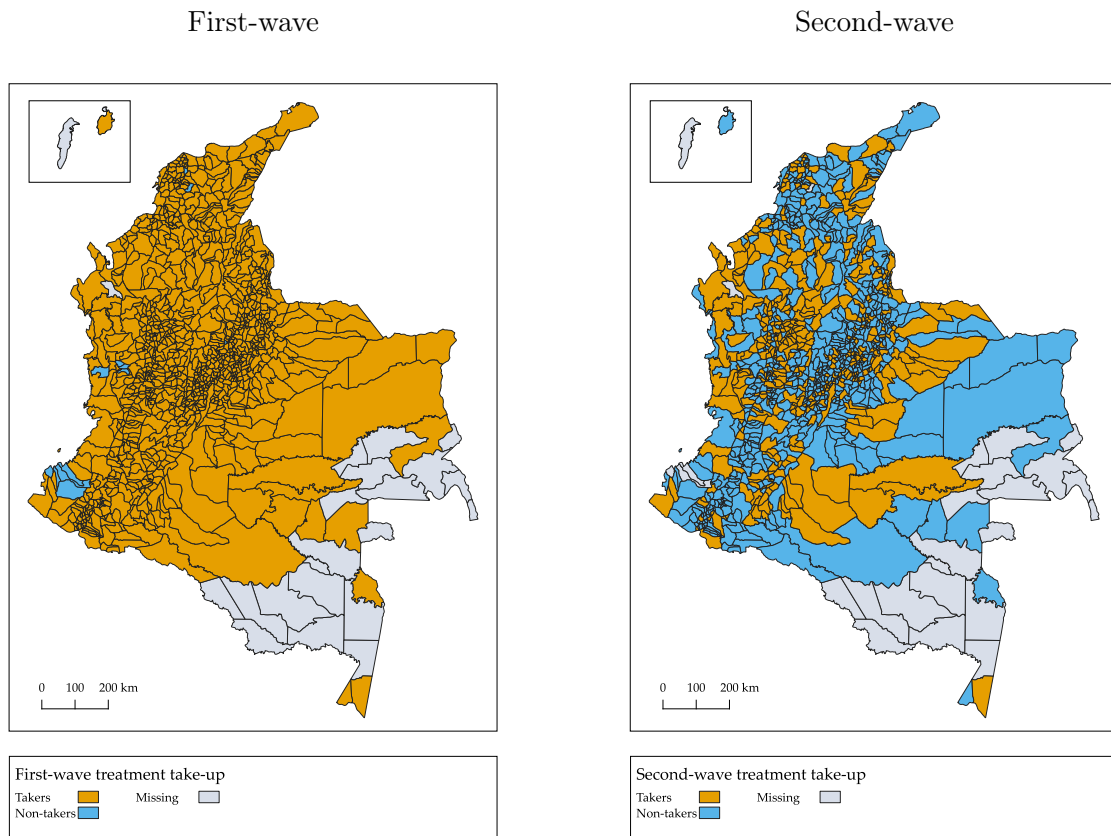 First-wave
Second-wave
0 100 200 km
0 100 200 km
First-wave treatment take-up
Takers Missing
Non-takers
Second-wave treatment take-up
Takers Missing
Non-takers